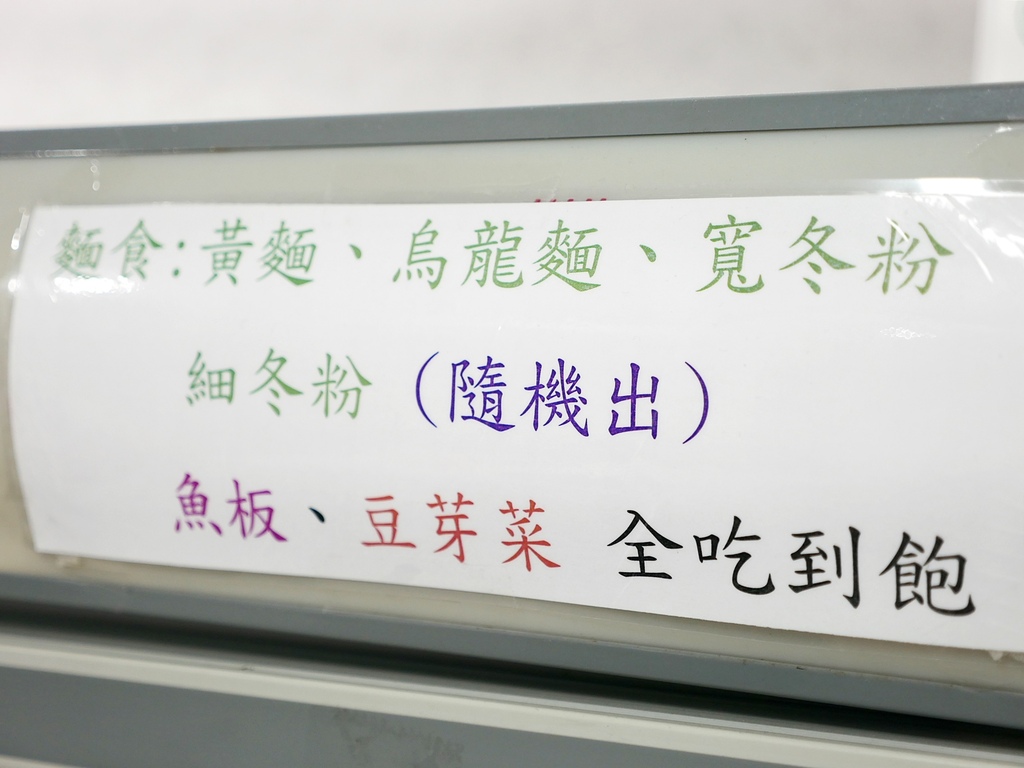 麵食:黃麵、烏龍麵、寬冬粉
細冬粉(隨機出)
魚板、豆芽菜 全吃到飽